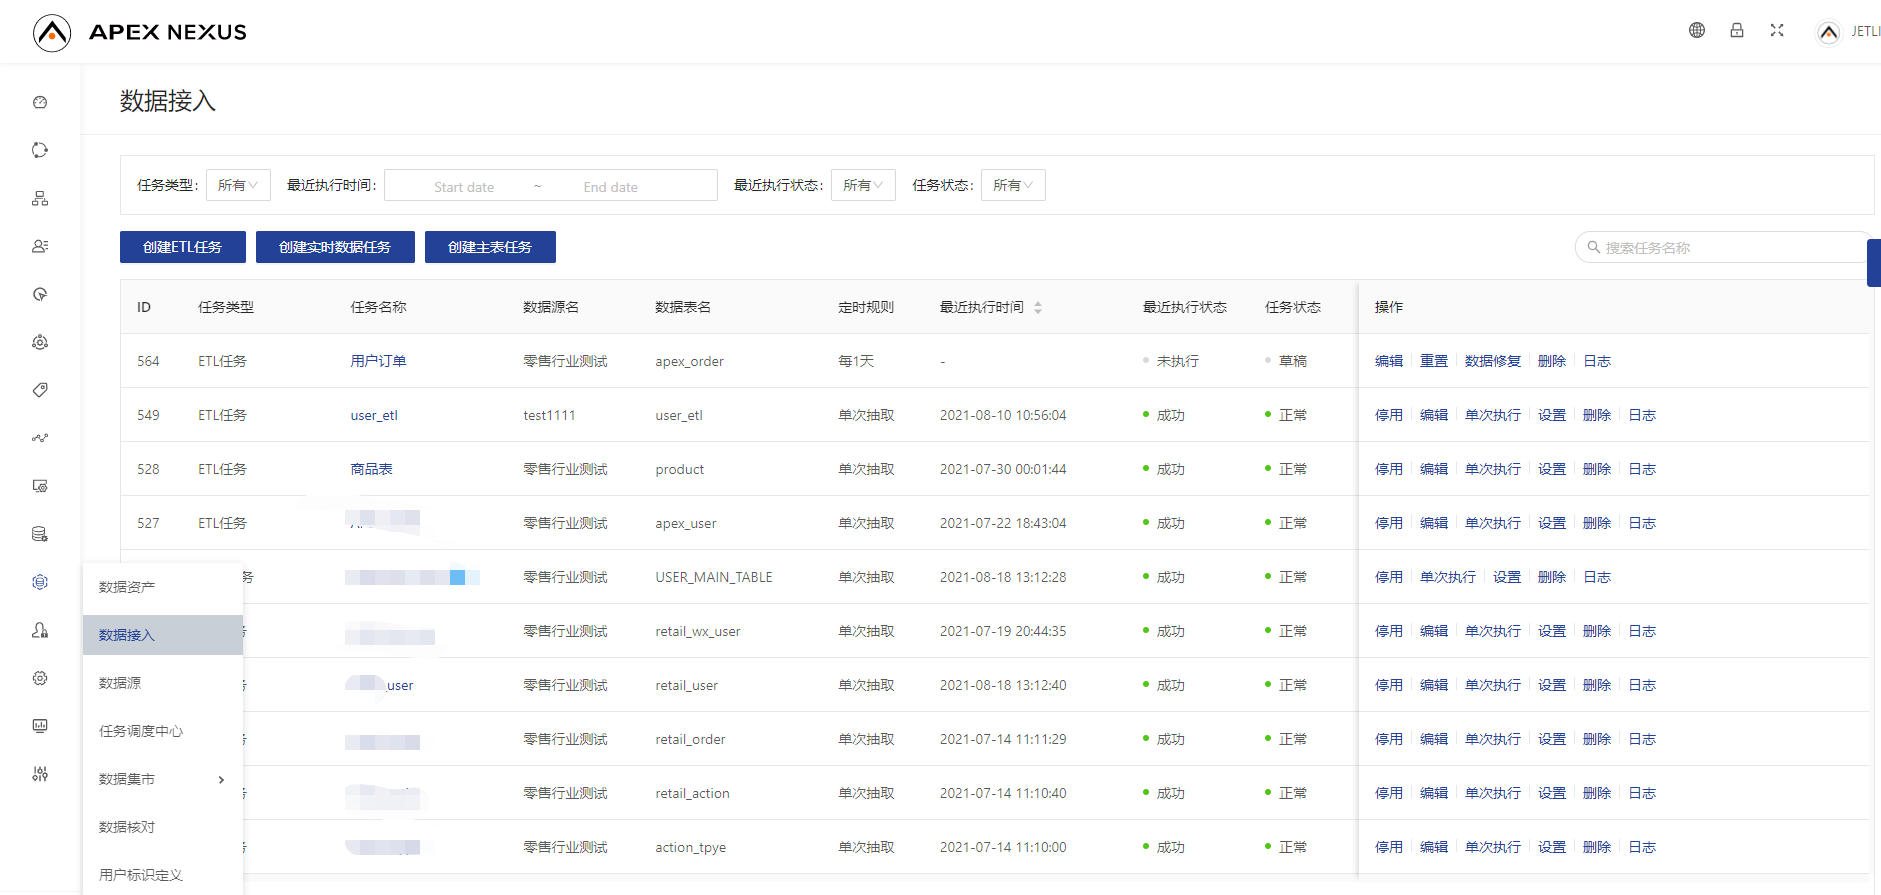 APEX NEXUS
JETLI
数据接入
任务类型: 所有 最近执行时间: Start date ~ End date 最近执行状态: 所有 任务状态: 所有
创建ETL任务 创建实时数据任务 创建主表任务 搜索任务名称
ID 任务类型 任务名称 数据源名 数据表名 定时规则 最近执行时间 最近执行状态 任务状态 操作
564 ETL任务 用户订单 零售行业测试 apex_order 每1天 - 未执行 草稿 编辑 重置 数据修复 删除 日志
549 ETL任务 user_etl test1111 user_etl 单次抽取 2021-08-10 10:56:04 成功 正常 停用 编辑 单次执行 设置 删除 日志
528 ETL任务 商品表 零售行业测试 product 单次抽取 2021-07-30 00:01:44 成功 正常 停用 编辑 单次执行 设置 删除 日志
527 ETL任务 零售行业测试 apex_user 单次抽取 2021-07-22 18:43:04 成功 正常 停用 编辑 单次执行 设置 删除 日志
务 零售行业测试 USER_MAIN_TABLE 单次抽取 2021-08-18 13:12:28 成功 正常 停用 单次执行 设置 删除 日志
零售行业测试 retail_wx_user 单次抽取 2021-07-19 20:44:35 成功 正常 停用 编辑 单次执行 设置 删除 日志
_user 零售行业测试 retail_user 单次抽取 2021-08-18 13:12:40 成功 正常 停用 编辑 单次执行 设置 删除 日志
零售行业测试 retail_order 单次抽取 2021-07-14 11:11:29 成功 正常 停用 编辑 单次执行 设置 删除 日志
零售行业测试 retail_action 单次抽取 2021-07-14 11:10:40 成功 正常 停用 编辑 单次执行 设置 删除 日志
零售行业测试 action_tpye 单次抽取 2021-07-14 11:10:00 成功 正常 停用 编辑 单次执行 设置 删除 日志
数据资产
数据接入
数据源
任务调度中心
数据集市
数据核对
用户标识定义